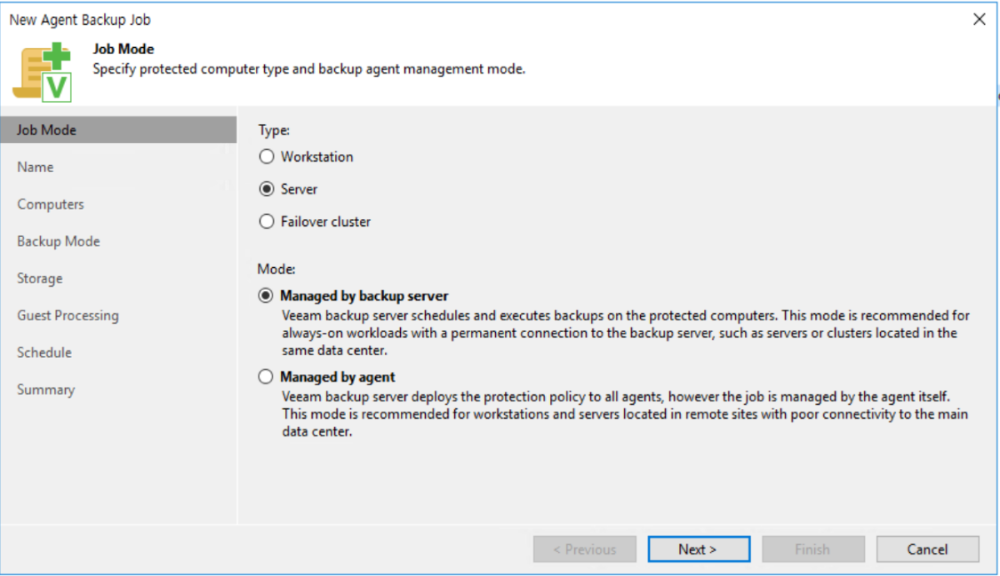 New Agent Backup Job
Job Mode
Specify protected computer type and backup agent management mode.
Job Mode
Name
Computers
Backup Mode
Storage
Guest Processing
Schedule
Summary
Type:
Workstation
Server
Failover cluster
Mode:
Managed by backup server
Veeam backup server schedules and executes backups on the protected computers. This mode is recommended for
always-on workloads with a permanent connection to the backup server, such as servers or clusters located in the
same data center.
Managed by agent
Veeam backup server deploys the protection policy to all agents, however the job is managed by the agent itself.
This mode is recommended for workstations and servers located in remote sites with poor connectivity to the main
data center.
< Previous
Next >
Finish
Cancel